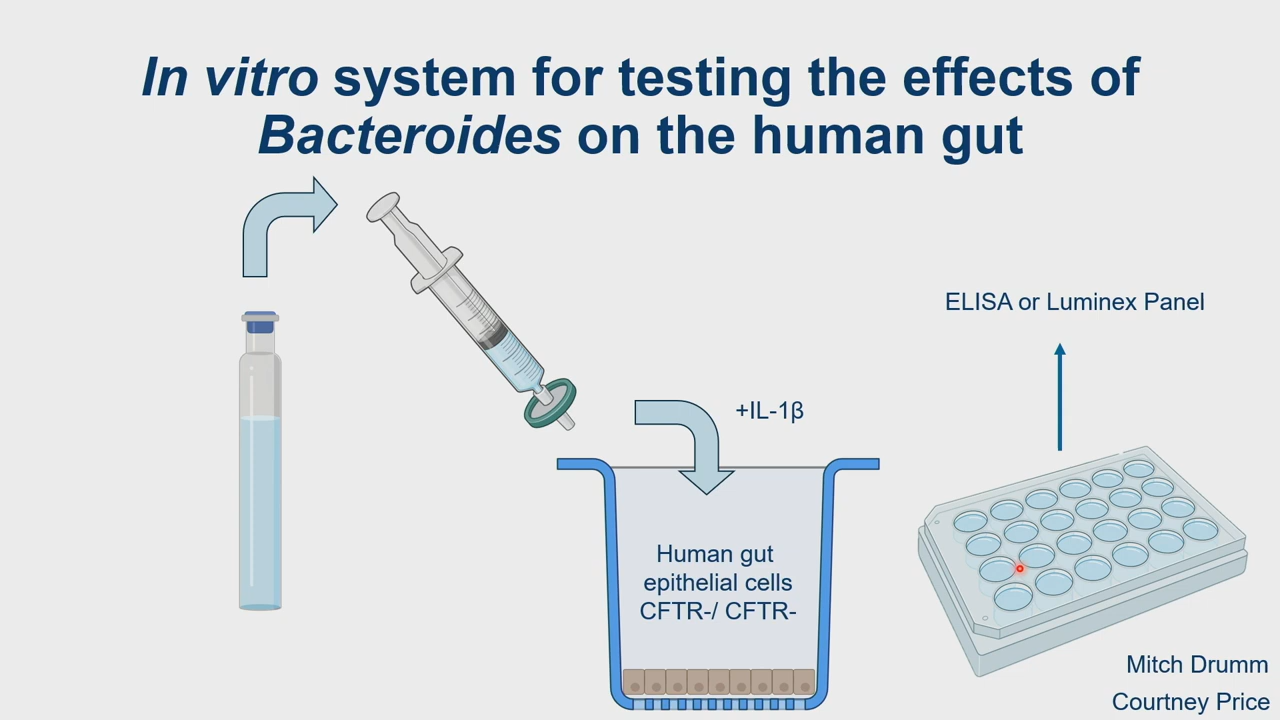 In vitro system for testing the effects of
Bacteroides on the human gut
ELISA or Luminex Panel
+IL-1β
Human gut
epithelial cells
CFTR-/ CFTR-
Mitch Drumm
Courtney Price